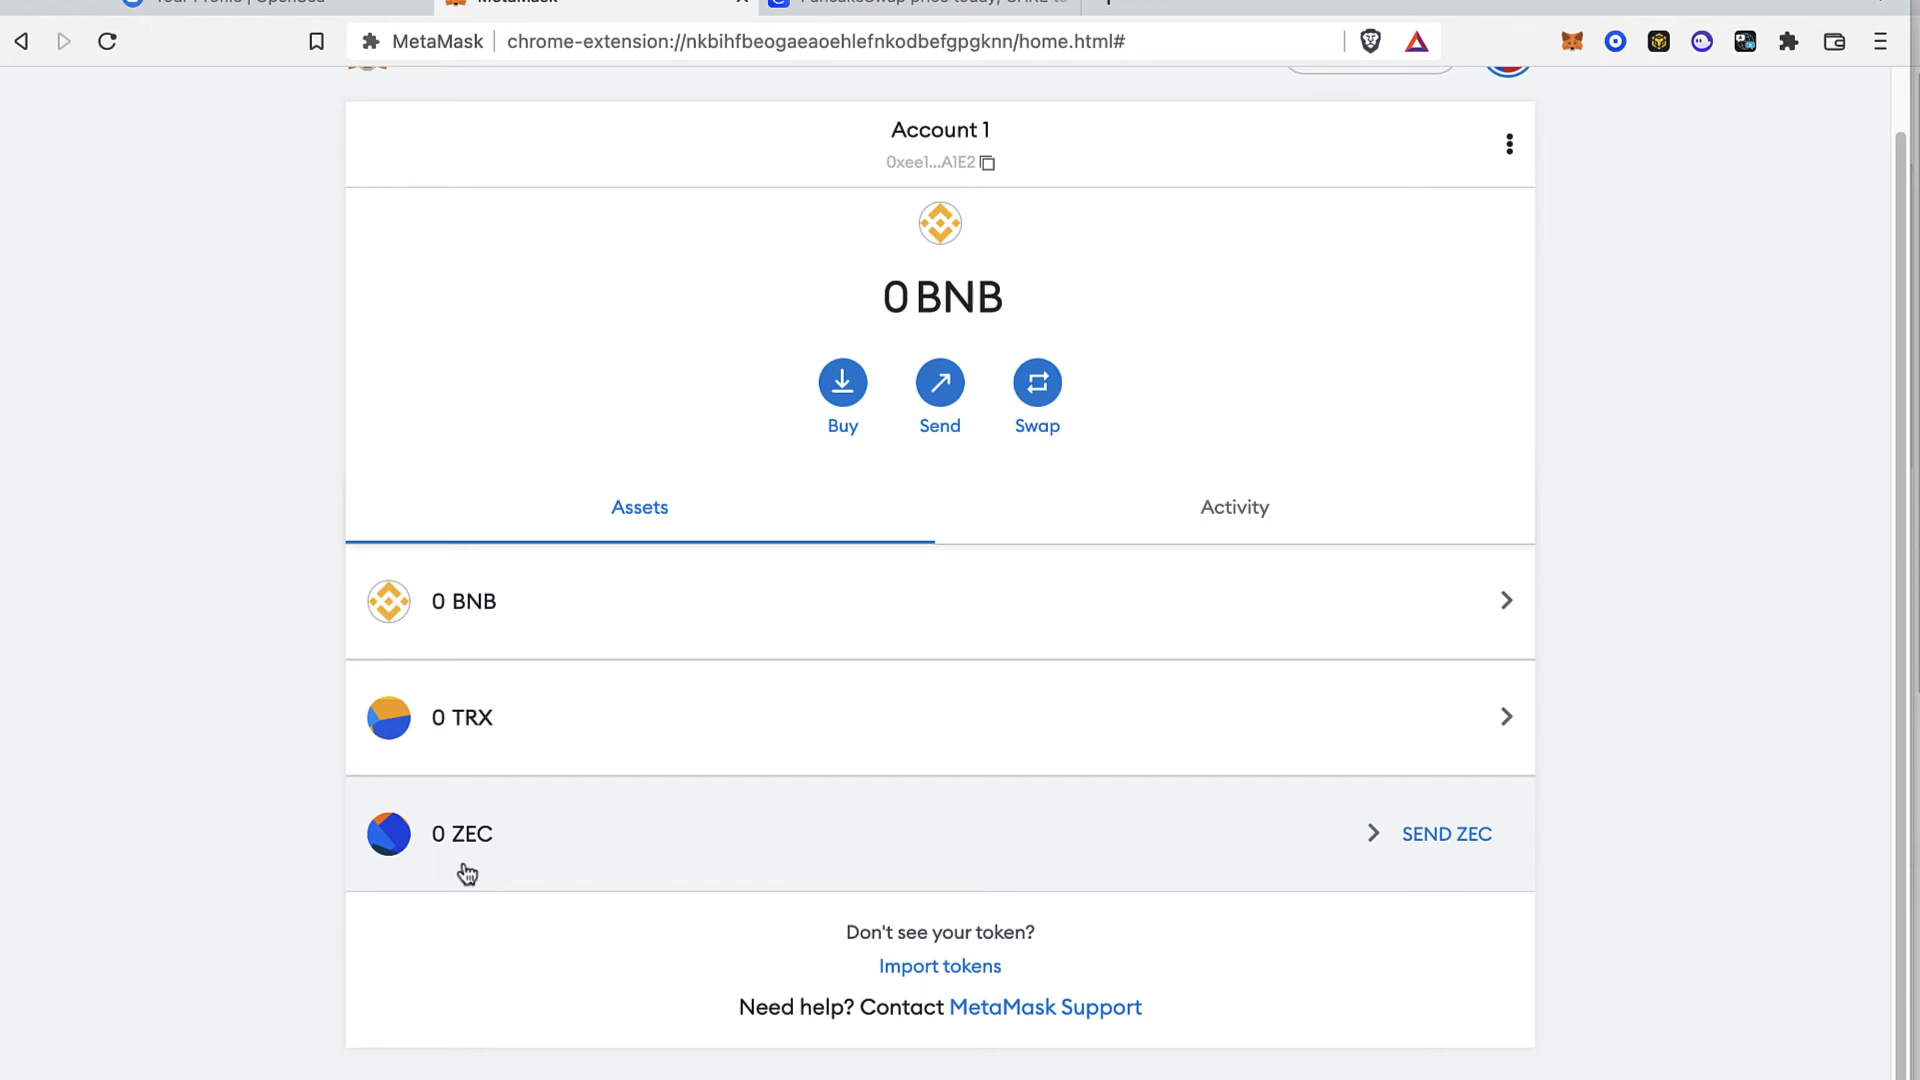 MetaMask
chrome-extension://nkbihfbeogaeaoehlefnkodbefgpgknn/home.html#
Account 1
0xee1...A1E2
0 BNB
Buy
Send
Swap
Assets
Activity
0 BNB
0 TRX
0 ZEC
SEND ZEC
Don't see your token?
Import tokens
Need help? Contact MetaMask Support